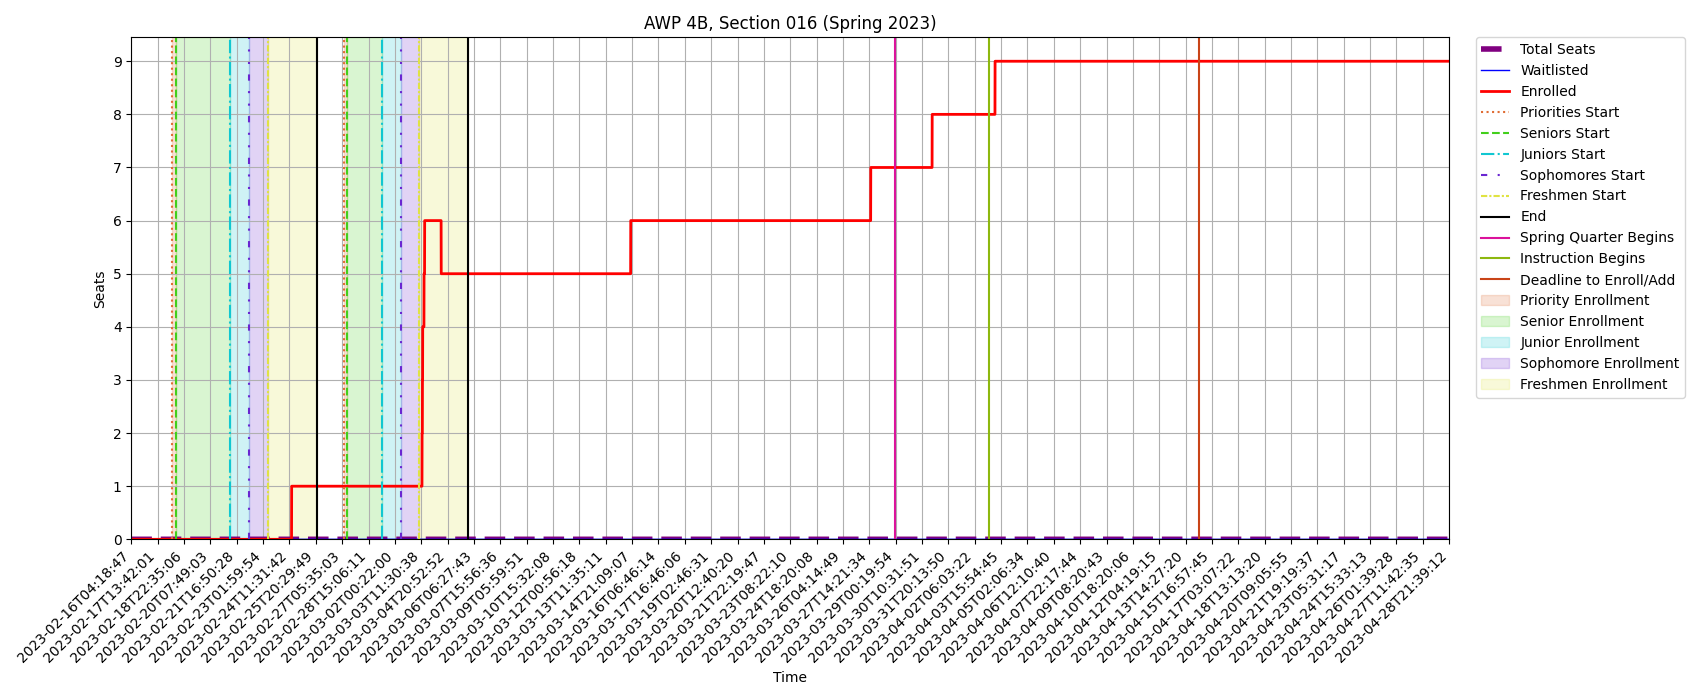 AWP 4B, Section 016 (Spring 2023)
Seats
9
8
7
6
5
4
3
2
1
0
2023-02-16T04:18:47
2023-02-17T13:42:01
2023-02-18T22:35:06
2023-02-20T07:49:03
2023-02-21T16:50:28
2023-02-23T01:59:54
2023-02-24T11:31:42
2023-02-25T20:29:49
2023-02-27T05:35:03
2023-02-28T15:06:11
2023-03-02T00:22:00
2023-03-03T11:30:38
2023-03-04T20:52:52
2023-03-06T06:27:43
2023-03-07T15:56:36
2023-03-09T05:59:51
2023-03-10T15:32:08
2023-03-12T00:56:18
2023-03-13T11:35:11
2023-03-14T21:09:07
2023-03-16T06:46:14
2023-03-17T16:46:06
2023-03-19T02:46:31
2023-03-20T12:40:20
2023-03-21T22:19:47
2023-03-23T08:22:10
2023-03-24T18:20:08
2023-03-26T04:14:49
2023-03-27T14:21:34
2023-03-29T00:19:54
2023-03-30T10:31:51
2023-03-31T20:13:50
2023-04-02T06:03:22
2023-04-03T15:54:45
2023-04-05T02:06:34
2023-04-06T12:10:40
2023-04-07T22:17:44
2023-04-09T08:20:43
2023-04-10T18:20:06
2023-04-12T04:19:15
2023-04-13T14:27:20
2023-04-15T16:57:45
2023-04-17T03:07:22
2023-04-18T13:13:20
2023-04-20T09:05:55
2023-04-21T19:19:37
2023-04-23T05:31:17
2023-04-24T15:33:13
2023-04-26T01:39:28
2023-04-27T11:42:35
2023-04-28T21:39:12
Time
Total Seats
Waitlisted
Enrolled
Priorities Start
Seniors Start
Juniors Start
Sophomores Start
Freshmen Start
End
Spring Quarter Begins
Instruction Begins
Deadline to Enroll/Add
Priority Enrollment
Senior Enrollment
Junior Enrollment
Sophomore Enrollment
Freshmen Enrollment